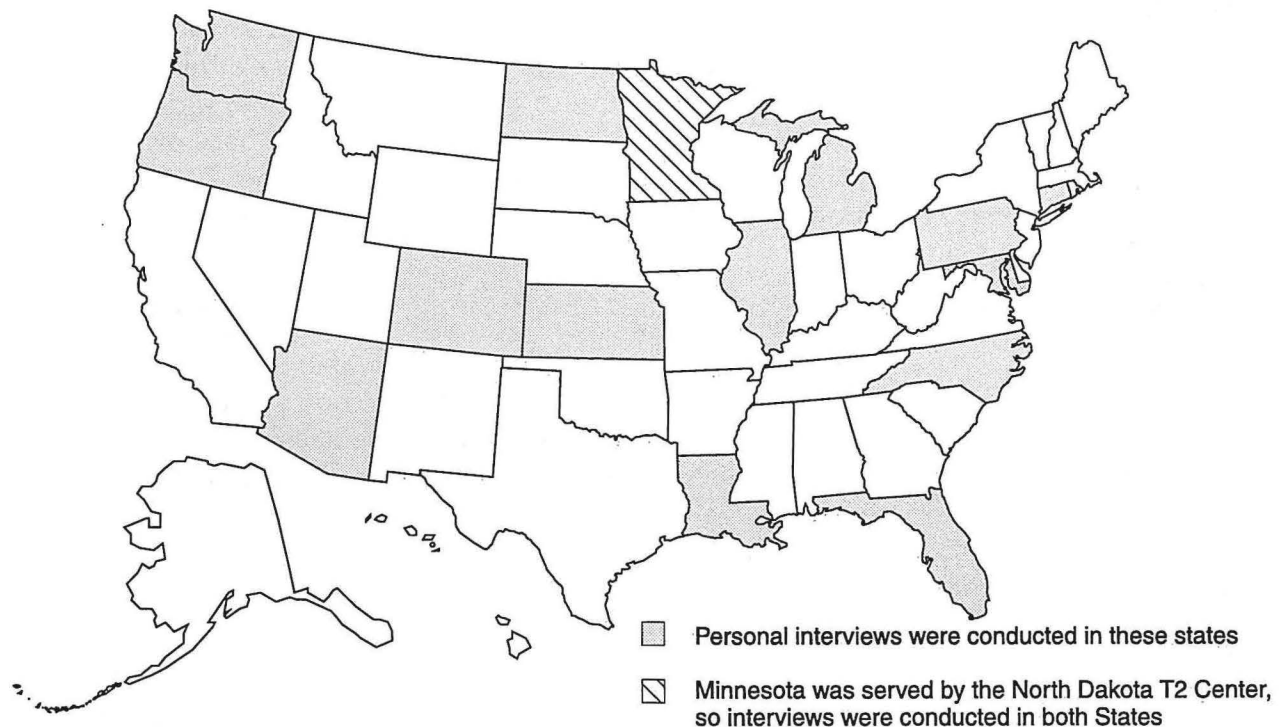 Personal interviews were conducted in these states
Minnesota was served by the North Dakota T2 Center,
so interviews were conducted in both States